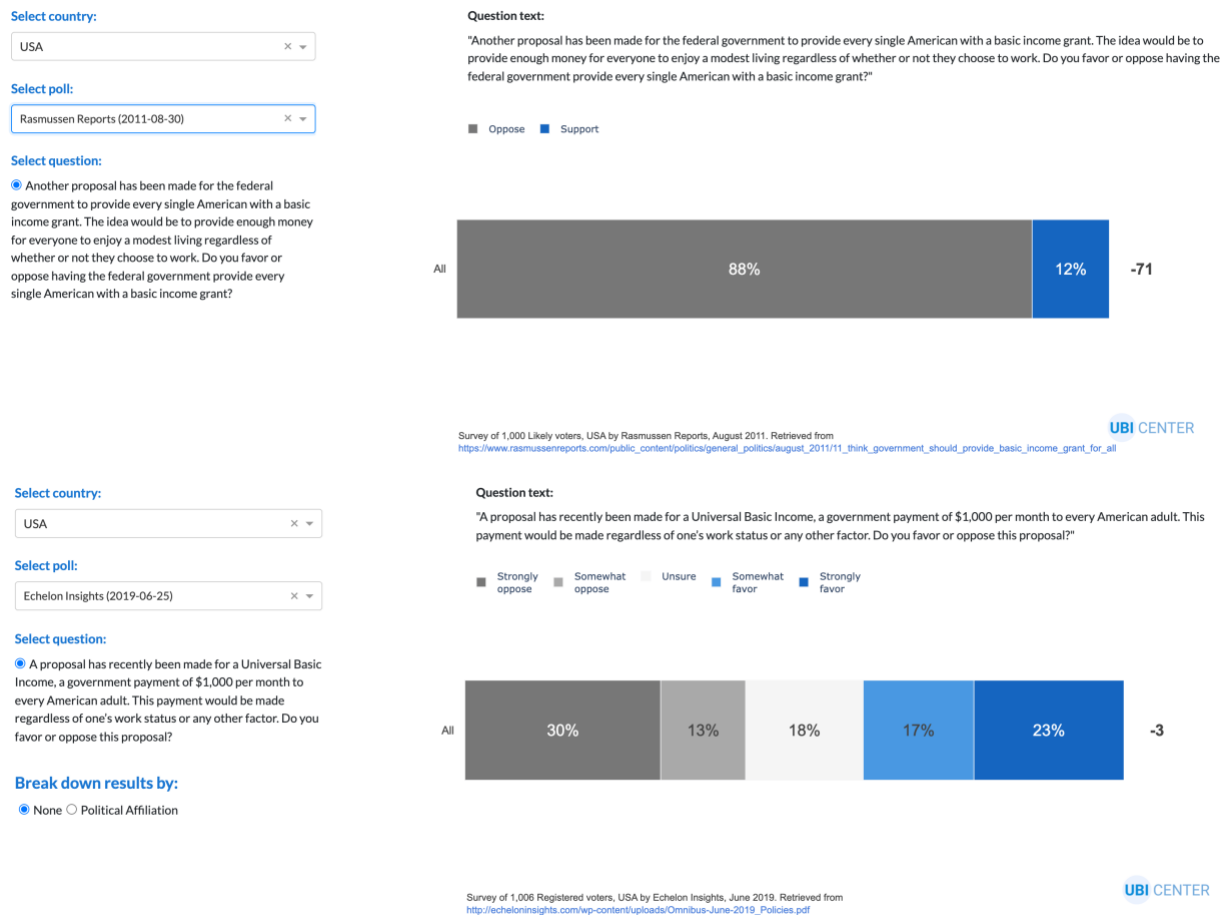 Select country:
USA
Select poll:
Rasmussen Reports (2011-08-30)
Select question:
Another proposal has been made for the federal
government to provide every single American with a basic
income grant. The idea would be to provide enough money
for everyone to enjoy a modest living regardless of
whether or not they choose to work. Do you favor or
oppose having the federal government provide every
single American with a basic income grant?
Question text:
"Another proposal has been made for the federal government to provide every single American with a basic income grant. The idea would be to
provide enough money for everyone to enjoy a modest living regardless of whether or not they choose to work. Do you favor or oppose having the
federal government provide every single American with a basic income grant?"
Oppose Support
All 88% 12% -71
UBI CENTER
Survey of 1,000 Likely voters, USA by Rasmussen Reports, August 2011. Retrieved from
https://www.rasmussenreports.com/public_content/politics/general_politics/august_2011/11_think_government_should_provide_basic_income_grant_for_all
Select country:
USA
Select poll:
Echelon Insights (2019-06-25)
Select question:
A proposal has recently been made for a Universal Basic
Income, a government payment of $1,000 per month to
every American adult. This payment would be made
regardless of one's work status or any other factor. Do you
favor or oppose this proposal?
Break down results by:
None Political Affiliation
Question text:
"A proposal has recently been made for a Universal Basic Income, a government payment of $1,000 per month to every American adult. This
payment would be made regardless of one's work status or any other factor. Do you favor or oppose this proposal?"
Strongly oppose
Somewhat oppose
Unsure
Somewhat favor
Strongly favor
All 30% 13% 18% 17% 23% -3
UBI CENTER
Survey of 1,006 Registered voters, USA by Echelon Insights, June 2019. Retrieved from
http://echeloninsights.com/wp-content/uploads/Omnibus-June-2019_Policies.pdf